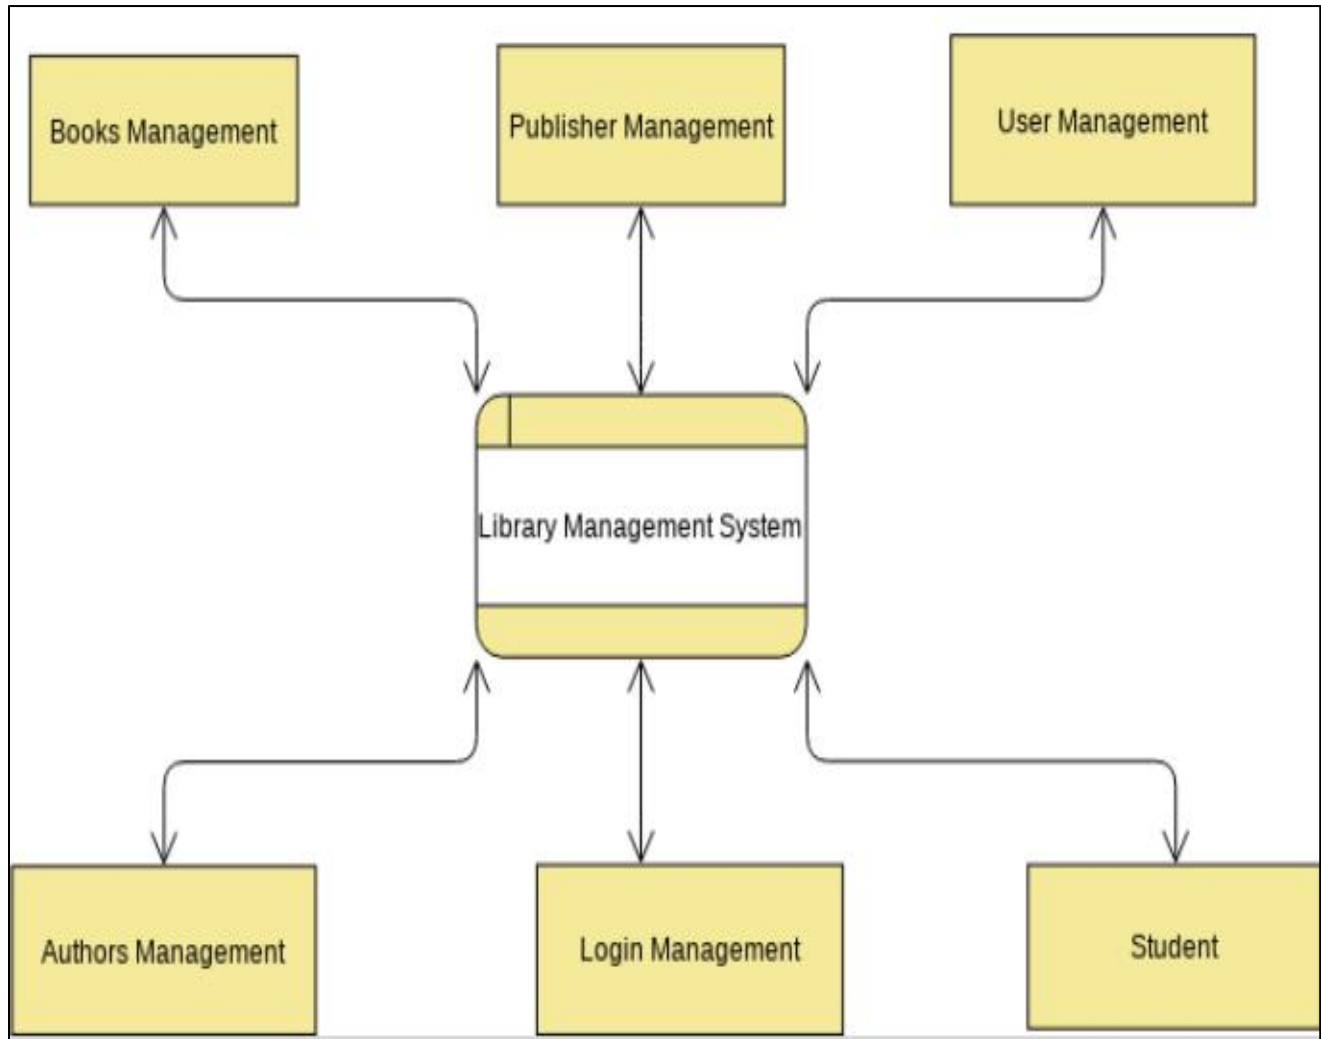 Books Management
Publisher Management
User Management
Library Management System
Authors Management
Login Management
Student